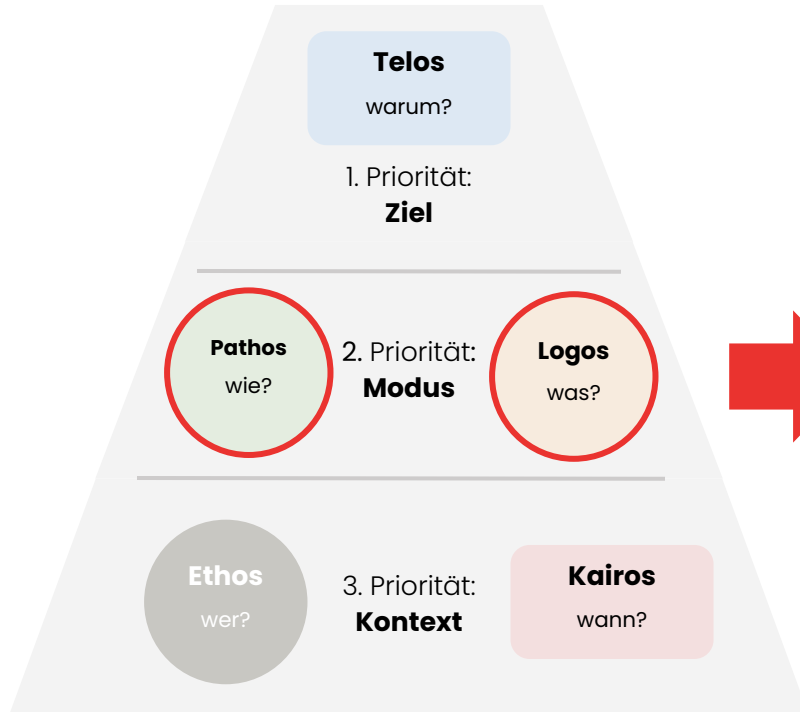 Telos
warum?
1. Priorität:
Ziel
Pathos
wie?
2. Priorität:
Modus
Logos
was?
Ethos
wer?
3. Priorität:
Kontext
Kairos
wann?